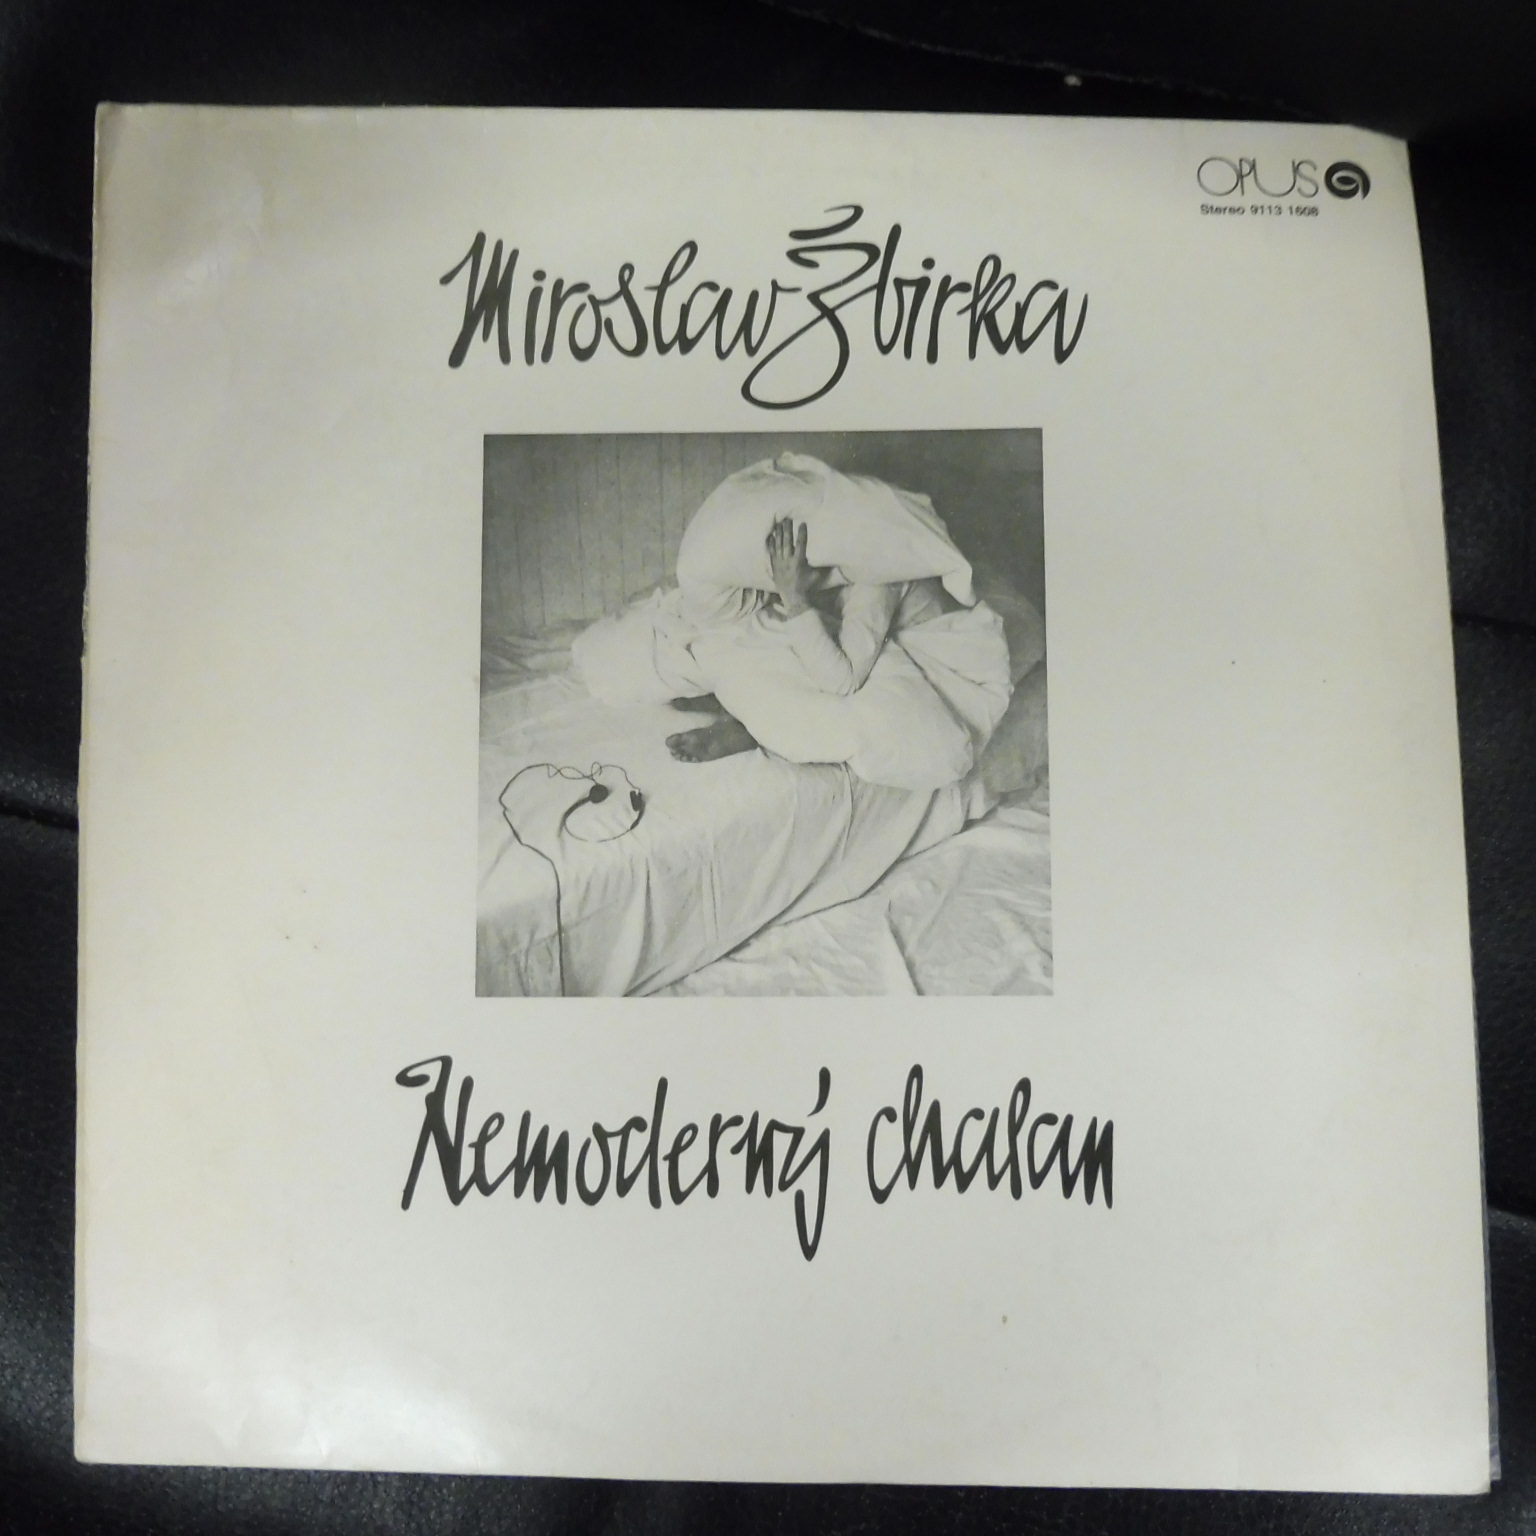 OPUS
Stereo 9113 1608
Miroslav Žbirka
Nemoderný chalan